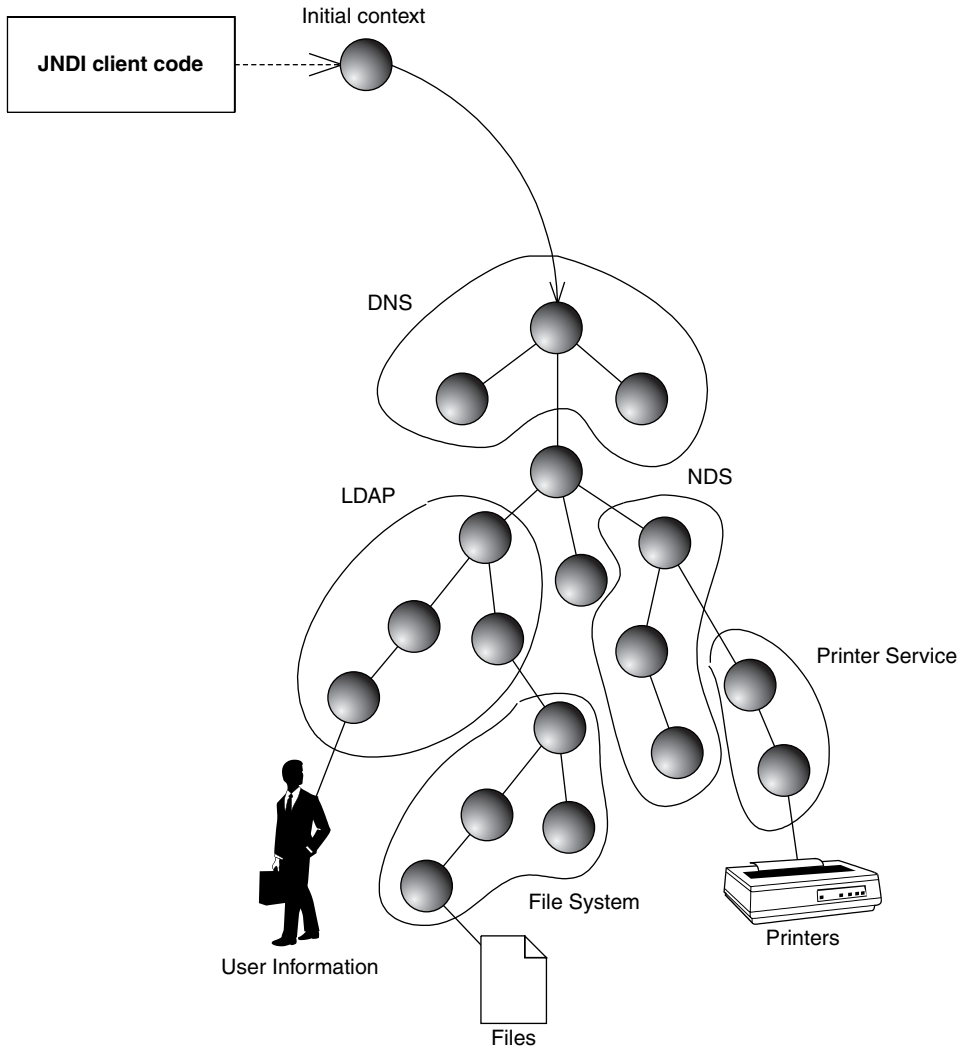 Initial context
JNDI client code
DNS
NDS
LDAP
Printer Service
File System
Printers
User Information
Files